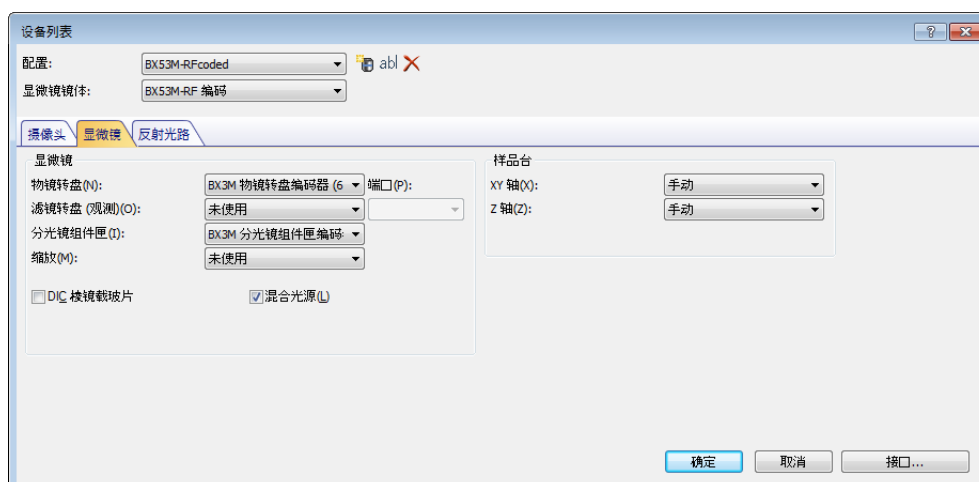 设备列表
配置: BX53M-RFcoded abl
显微镜镜体: BX53M-RF 编码
摄像头 显微镜 反射光路
显微镜 样品台
物镜转盘(N): BX3M 物镜转盘编码器 (6 端口(P): XY 轴(X): 手动
滤镜转盘 (观测)(O): 未使用 Z 轴(Z): 手动
分光镜组件匣(I): BX3M 分光镜组件匣编码
缩放(M): 未使用
DIC 棱镜载玻片 混合光源(L)
确定 取消 接口...